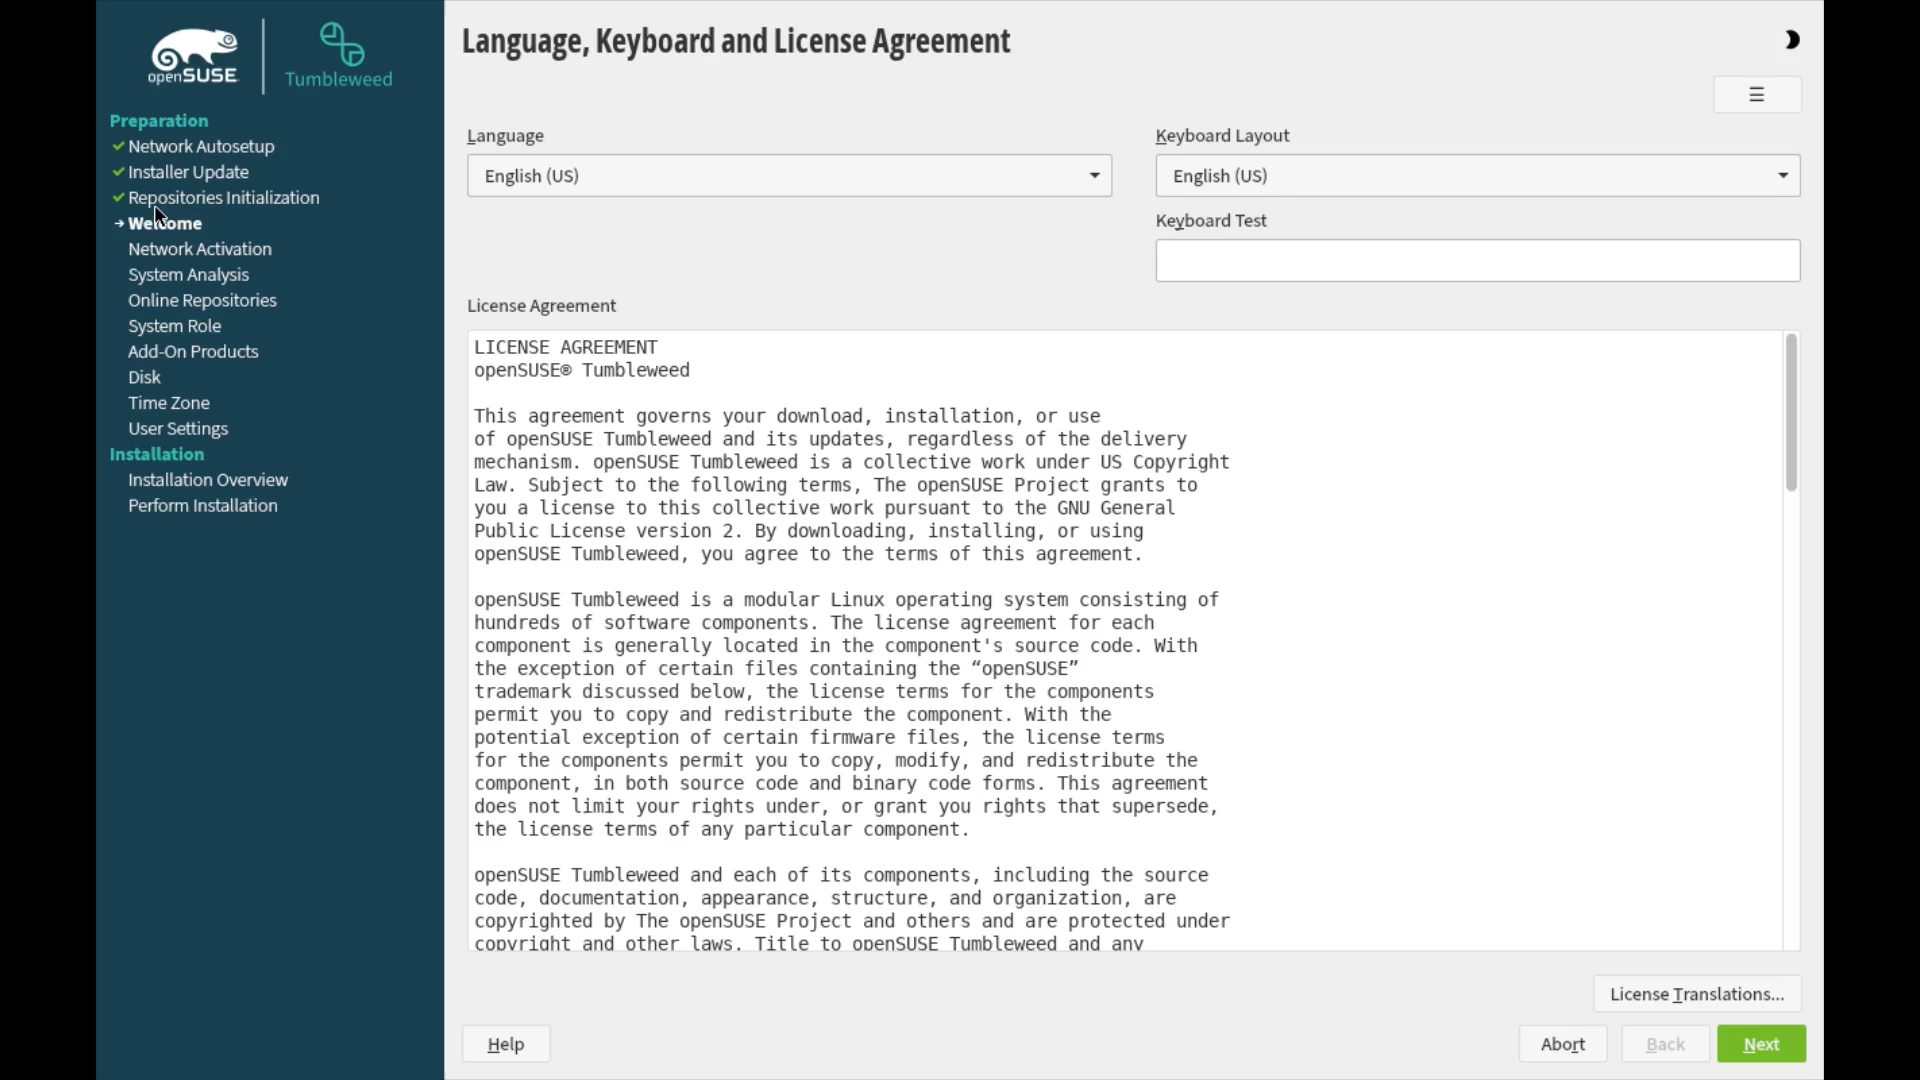 openSUSE
Tumbleweed
Preparation
Network Autosetup
Installer Update
Repositories Initialization
Welcome
Network Activation
System Analysis
Online Repositories
System Role
Add-On Products
Disk
Time Zone
User Settings
Installation
Installation Overview
Perform Installation
Language, Keyboard and License Agreement
Language
English (US)
Keyboard Layout
English (US)
Keyboard Test
License Agreement
LICENSE AGREEMENT
openSUSE® Tumbleweed
This agreement governs your download, installation, or use
of openSUSE Tumbleweed and its updates, regardless of the delivery
mechanism. openSUSE Tumbleweed is a collective work under US Copyright
Law. Subject to the following terms, The openSUSE Project grants to
you a license to this collective work pursuant to the GNU General
Public License version 2. By downloading, installing, or using
openSUSE Tumbleweed, you agree to the terms of this agreement.
openSUSE Tumbleweed is a modular Linux operating system consisting of
hundreds of software components. The license agreement for each
component is generally located in the component's source code. With
the exception of certain files containing the “openSUSE”
trademark discussed below, the license terms for the components
permit you to copy and redistribute the component. With the
potential exception of certain firmware files, the license terms
for the components permit you to copy, modify, and redistribute the
component, in both source code and binary code forms. This agreement
does not limit your rights under, or grant you rights that supersede,
the license terms of any particular component.
openSUSE Tumbleweed and each of its components, including the source
code, documentation, appearance, structure, and organization, are
copyrighted by The openSUSE Project and others and are protected under
copyright and other laws. Title to openSUSE Tumbleweed and any
License Translations...
Help
Abort
Back
Next